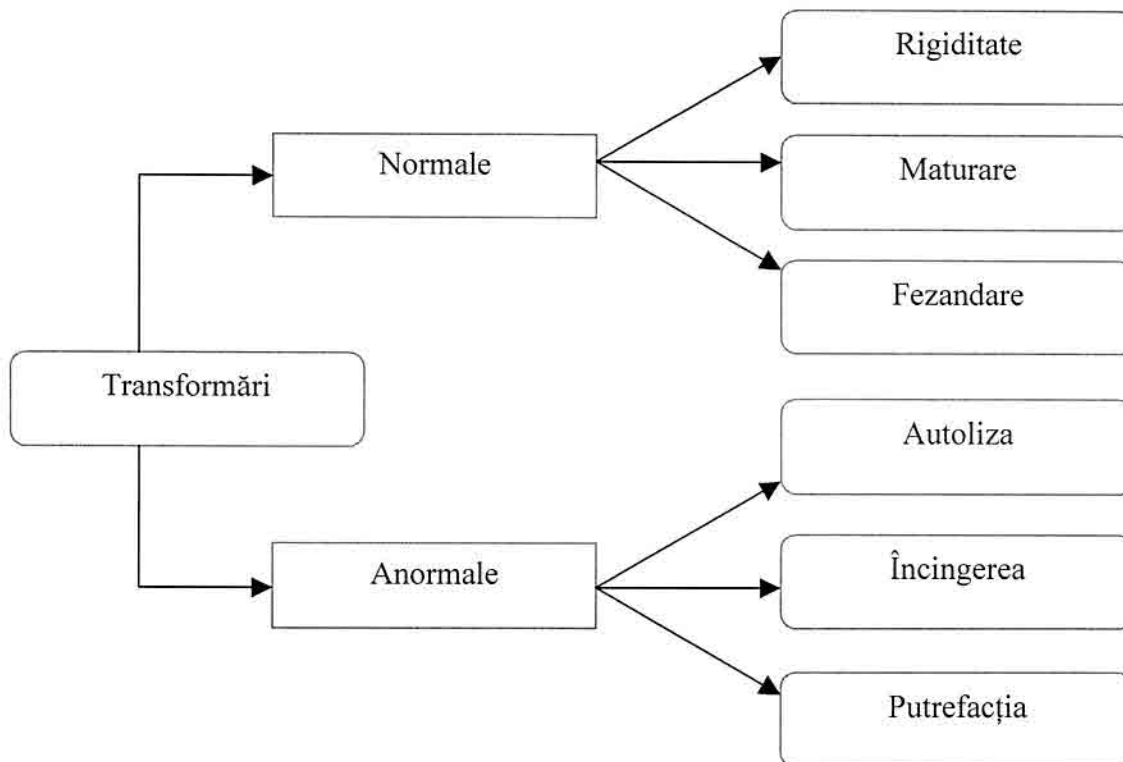 Rigiditate
Normale
Maturare
Fezandare
Transformări
Autoliza
Anormale
Încingerea
Putrefacția